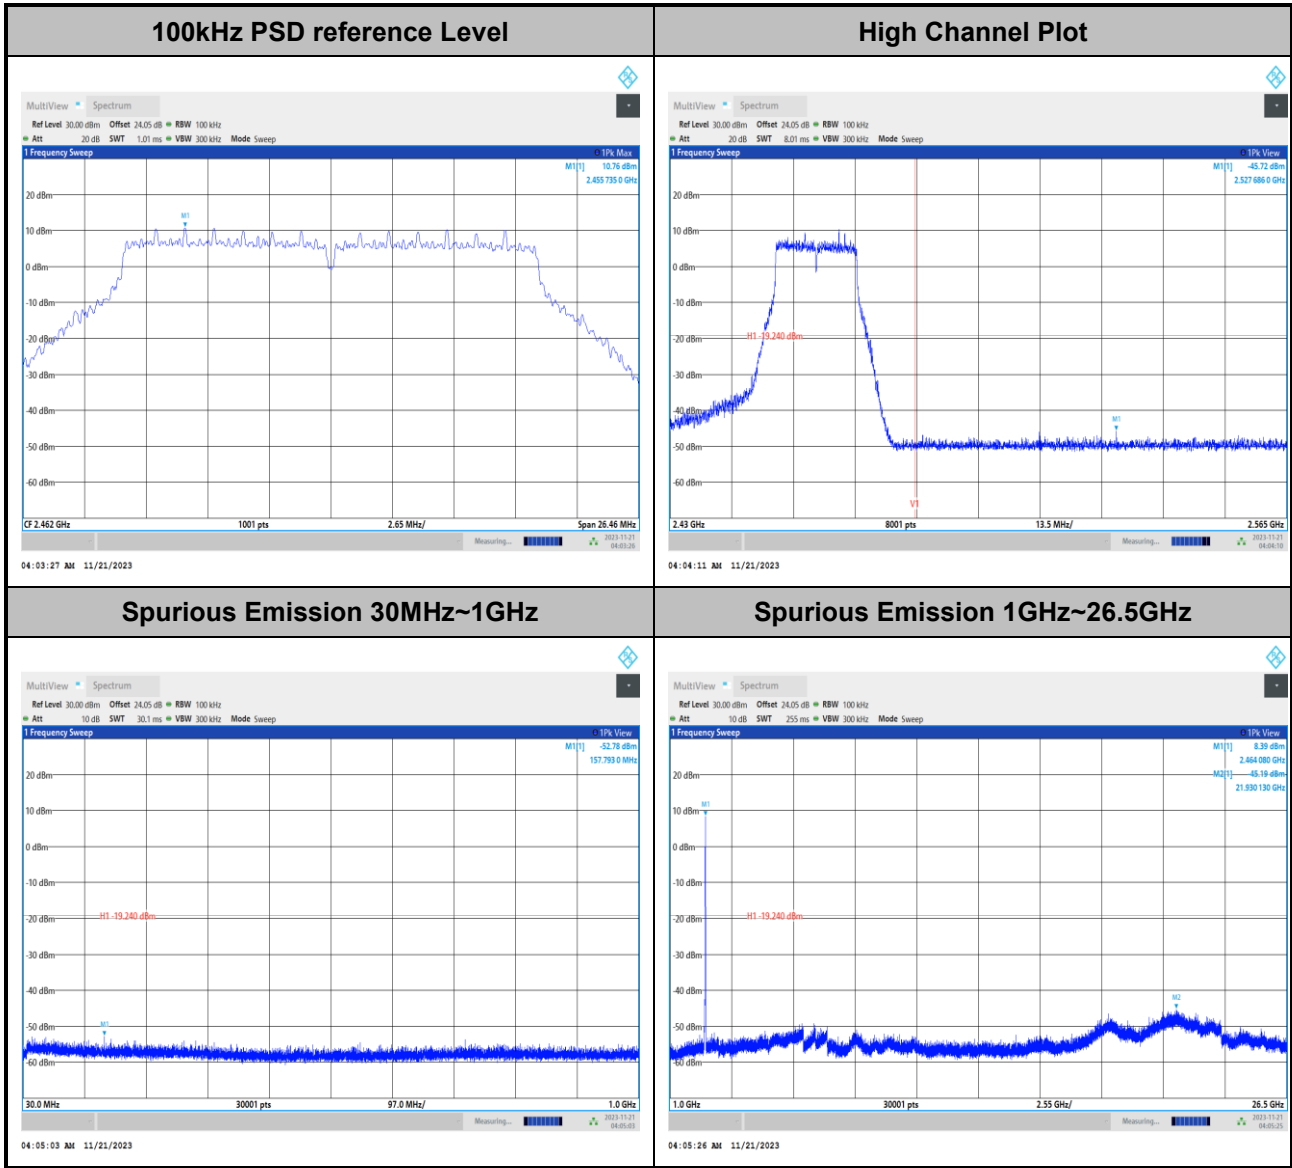 100kHz PSD reference Level
High Channel Plot
MultiView Spectrum
Ref Level 30.00 dBm Offset 24.05 dB RBW 100 kHz
Att 20 dB SWT 1.01 ms VBW 300 kHz Mode Sweep
1 Frequency Sweep 1Pk Max
M1[1] 10.76 dBm
2.455 735 0 GHz
20 dBm
M1
10 dBm
0 dBm
-10 dBm
-20 dBm
-30 dBm
-40 dBm
-50 dBm
-60 dBm
CF 2.462 GHz 1001 pts 2.65 MHz/ Span 26.46 MHz
Measuring... 2023-11-21
04:03:26
04:03:27 AM 11/21/2023
MultiView Spectrum
Ref Level 30.00 dBm Offset 24.05 dB RBW 100 kHz
Att 20 dB SWT 8.01 ms VBW 300 kHz Mode Sweep
1 Frequency Sweep 1Pk View
M1[1] -45.72 dBm
2.527 686 0 GHz
20 dBm
10 dBm
0 dBm
-10 dBm
-20 dBm H1 -19.240 dBm
-30 dBm
-40 dBm
M1
-50 dBm
-60 dBm
V1
2.43 GHz 8001 pts 13.5 MHz/ 2.565 GHz
Measuring... 2023-11-21
04:04:10
04:04:11 AM 11/21/2023
Spurious Emission 30MHz~1GHz
Spurious Emission 1GHz~26.5GHz
MultiView Spectrum
Ref Level 30.00 dBm Offset 24.05 dB RBW 100 kHz
Att 10 dB SWT 30.1 ms VBW 300 kHz Mode Sweep
1 Frequency Sweep 1Pk View
M1[1] -52.78 dBm
157.793 0 MHz
20 dBm
10 dBm
0 dBm
-10 dBm
-20 dBm H1 -19.240 dBm
-30 dBm
-40 dBm
-50 dBm M1
-60 dBm
30.0 MHz 30001 pts 97.0 MHz/ 1.0 GHz
Measuring... 2023-11-21
04:05:03
04:05:03 AM 11/21/2023
MultiView Spectrum
Ref Level 30.00 dBm Offset 24.05 dB RBW 100 kHz
Att 10 dB SWT 255 ms VBW 300 kHz Mode Sweep
1 Frequency Sweep 1Pk View
M1[1] 8.39 dBm
2.464 080 GHz
M2[1] -45.19 dBm
21.930 130 GHz
20 dBm
M1
10 dBm
0 dBm
-10 dBm
-20 dBm H1 -19.240 dBm
-30 dBm
-40 dBm
M2
-50 dBm
-60 dBm
1.0 GHz 30001 pts 2.55 GHz/ 26.5 GHz
Measuring... 2023-11-21
04:05:25
04:05:26 AM 11/21/2023